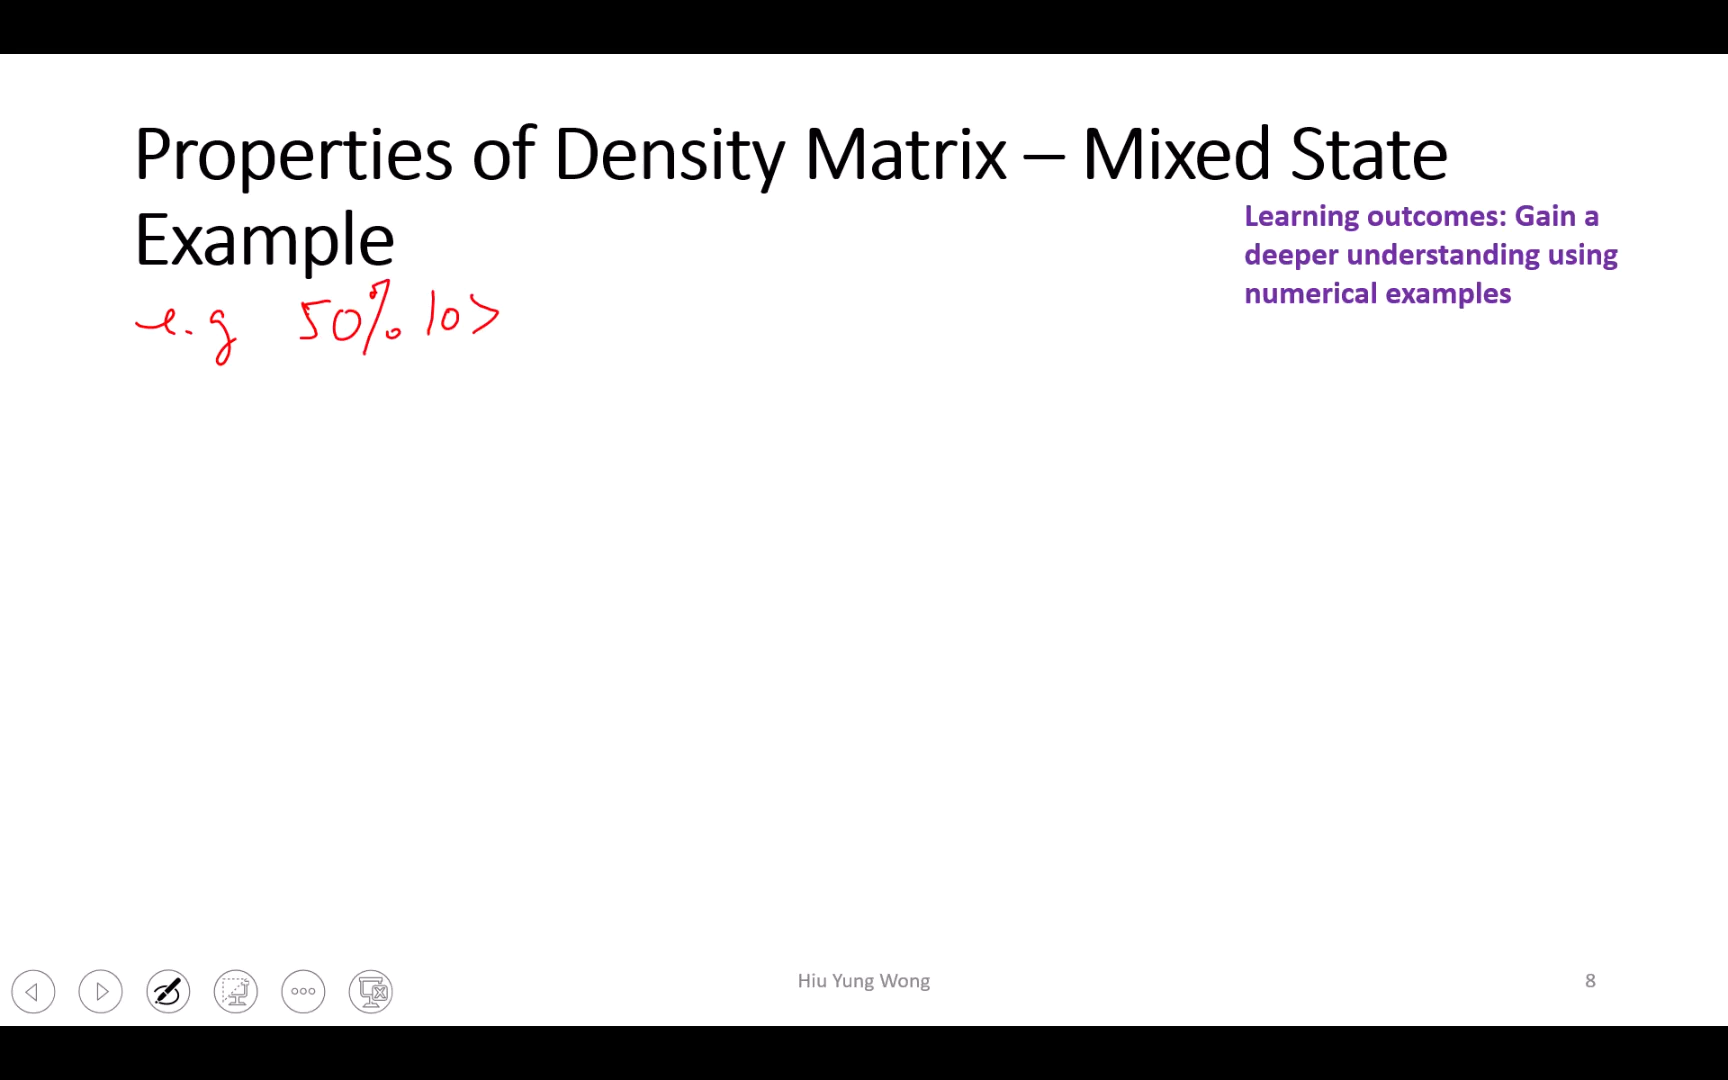 Properties of Density Matrix – Mixed State
Example
Learning outcomes: Gain a
deeper understanding using
numerical examples
e.g 50% |0>
Hiu Yung Wong
8